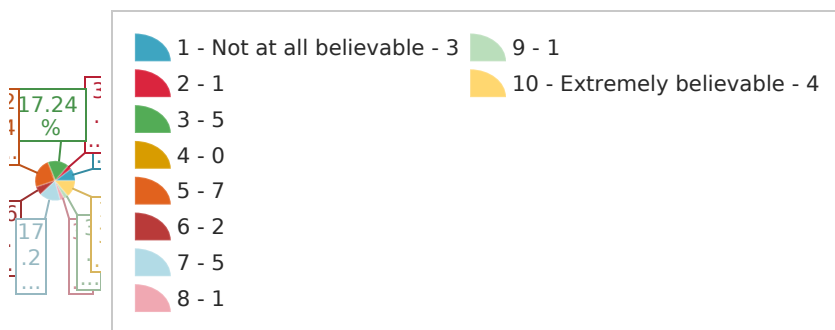 1 - Not at all believable - 3
2 - 1
3 - 5
4 - 0
5 - 7
6 - 2
7 - 5
8 - 1
9 - 1
10 - Extremely believable - 4
17.24
%
17
.2
...